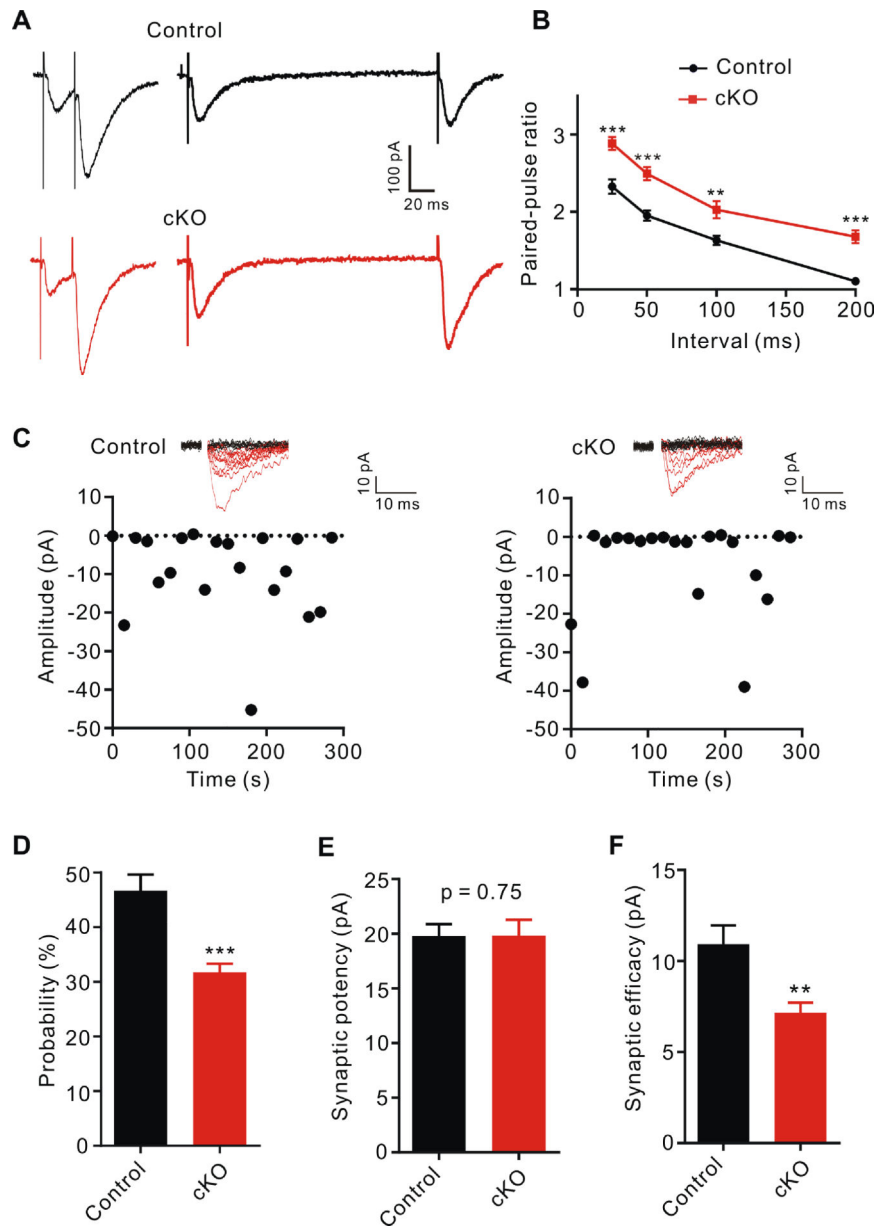 A
Control
100 pA
20 ms
cKO
B
Control
cKO
Paired-pulse ratio
3
2
1
***
***
**
***
0
50
100
150
200
Interval (ms)
C
Control
10 pA
10 ms
Amplitude (pA)
10
0
-10
-20
-30
-40
-50
0
100
200
300
Time (s)
cKO
10 pA
10 ms
Amplitude (pA)
10
0
-10
-20
-30
-40
-50
0
100
200
300
Time (s)
D
Probability (%)
50
40
30
20
10
0
***
Control
cKO
E
Synaptic potency (pA)
25
20
15
10
5
0
p = 0.75
Control
cKO
F
Synaptic efficacy (pA)
15
10
5
0
**
Control
cKO